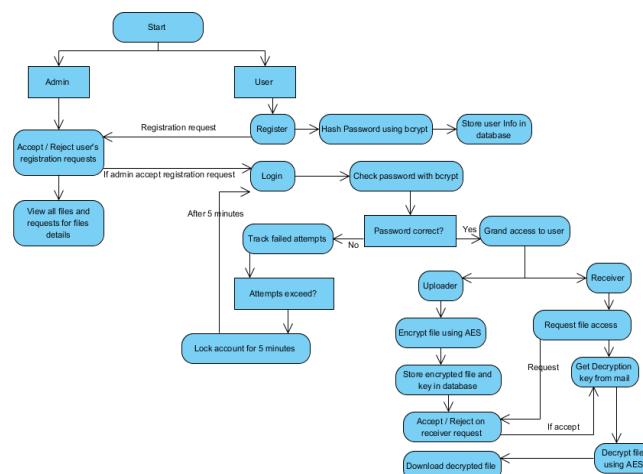 Start
Admin
User
Registration request
Register
Hash Password using bcrypt
Store user Info in
database
Accept / Reject user's
registration requests
If admin accept registration request
Login
Check password with bcrypt
View all files and
requests for files
details
After 5 minutes
Track failed attempts
No
Password correct?
Yes
Grand access to user
Attempts exceed?
Uploader
Receiver
Lock account for 5 minutes
Encrypt file using AES
Request file access
Request
Store encrypted file and
key in database
Get Decryption
key from mail
Accept / Reject on
receiver request
If accept
Download decrypted file
Decrypt file
using AES